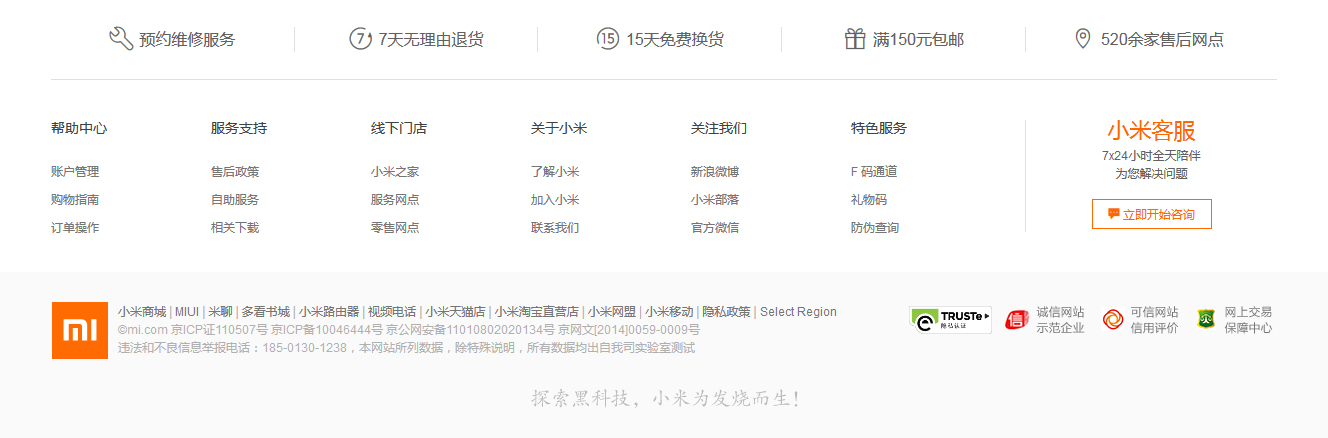 预约维修服务
7 7天无理由退货
15 15天免费换货
满150元包邮
520余家售后网点
帮助中心 服务支持 线下门店 关于小米 关注我们 特色服务
账户管理 售后政策 小米之家 了解小米 新浪微博 F 码通道
购物指南 自助服务 服务网点 加入小米 小米部落 礼物码
订单操作 相关下载 零售网点 联系我们 官方微信 防伪查询
小米客服
7x24小时全天陪伴
为您解决问题
立即开始咨询
mi
小米商城 | MIUI | 米聊 | 多看书城 | 小米路由器 | 视频电话 | 小米天猫店 | 小米淘宝直营店 | 小米网盟 | 小米移动 | 隐私政策 | Select Region
©mi.com 京ICP证110507号 京ICP备10046444号 京公网安备11010802020134号 京网文[2014]0059-0009号
违法和不良信息举报电话：185-0130-1238，本网站所列数据，除特殊说明，所有数据均出自我司实验室测试
TRUSTe
隐私认证
信
诚信网站
示范企业
可信网站
信用评价
网上交易
保障中心
探索黑科技，小米为发烧而生！